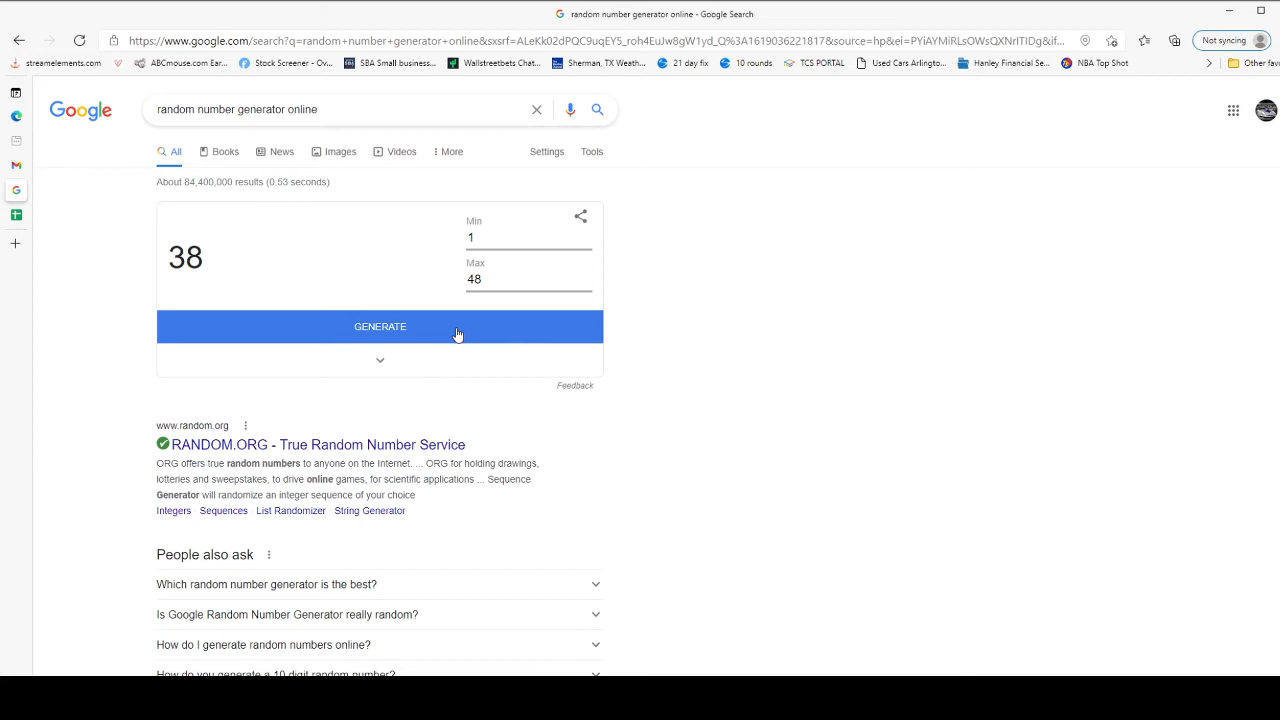 random number generator online - Google Search
https://www.google.com/search?q=random+number+generator+online&sxsrf=ALeKk02dPQC9uqEY5_roh4EuJw8gW1yd_Q%3A1619036221817&source=hp&ei=PYiAYMiRLsOWsQXNrITIDg&if...
Not syncing
streamelements.com
ABCmouse.com Ear...
Stock Screener - Ov...
SBA Small business...
Wallstreetbets Chat...
Sherman, TX Weath...
21 day fix
10 rounds
TCS PORTAL
Used Cars Arlingto...
Hanley Financial Se...
NBA Top Shot
Other fav
Google
random number generator online
All
Books
News
Images
Videos
More
Settings
Tools
About 84,400,000 results (0.53 seconds)
38
Min
1
Max
48
GENERATE
Feedback
www.random.org
RANDOM.ORG - True Random Number Service
ORG offers true random numbers to anyone on the Internet. ... ORG for holding drawings,
lotteries and sweepstakes, to drive online games, for scientific applications ... Sequence
Generator will randomize an integer sequence of your choice
Integers Sequences List Randomizer String Generator
People also ask
Which random number generator is the best?
Is Google Random Number Generator really random?
How do I generate random numbers online?
How do you generate a 10 digit random number?